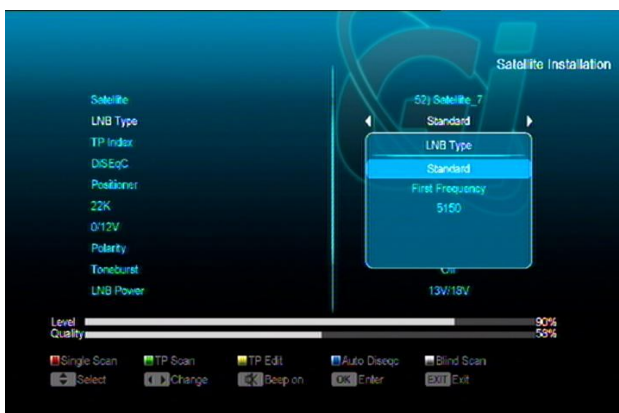 Satellite Installation
Satellite 52) Satellite_7
LNB Type Standard
TP Index
DiSEqC
Positioner
22K
0/12V
Polarity
Toneburst Off
LNB Power 13V/18V
LNB Type
Standard
First Frequency
5150
Level 90%
Quality 58%
Single Scan TP Scan TP Edit Auto Diseqc Blind Scan
Select Change Beep on OK Enter EXIT Exit